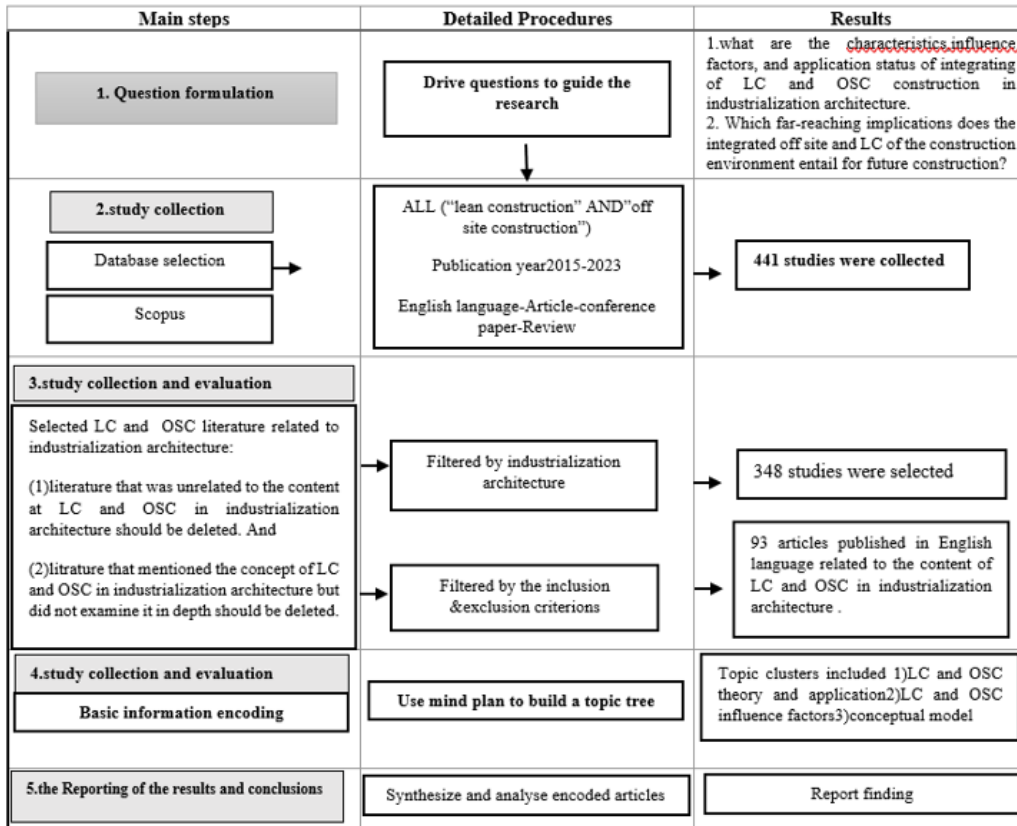 Main steps
Detailed Procedures
Results
1. Question formulation
Drive questions to guide the
research
1.what are the characteristics,influence
factors, and application status of integrating
of LC and OSC construction in
industrialization architecture.
2. Which far-reaching implications does the
integrated off site and LC of the construction
environment entail for future construction?
2.study collection
Database selection
Scopus
ALL (“lean construction” AND”off
site construction”)
Publication year2015-2023
English language-Article-conference
paper-Review
441 studies were collected
3.study collection and evaluation
Selected LC and OSC literature related to
industrialization architecture:
(1)literature that was unrelated to the content
at LC and OSC in industrialization
architecture should be deleted. And
(2)litrature that mentioned the concept of LC
and OSC in industrialization architecture but
did not examine it in depth should be deleted.
Filtered by industrialization
architecture
348 studies were selected
Filtered by the inclusion
&exclusion criterions
93 articles published in English
language related to the content of
LC and OSC in industrialization
architecture .
4.study collection and evaluation
Basic information encoding
Use mind plan to build a topic tree
Topic clusters included 1)LC and OSC
theory and application2)LC and OSC
influence factors3)conceptual model
5.the Reporting of the results and conclusions
Synthesize and analyse encoded articles
Report finding